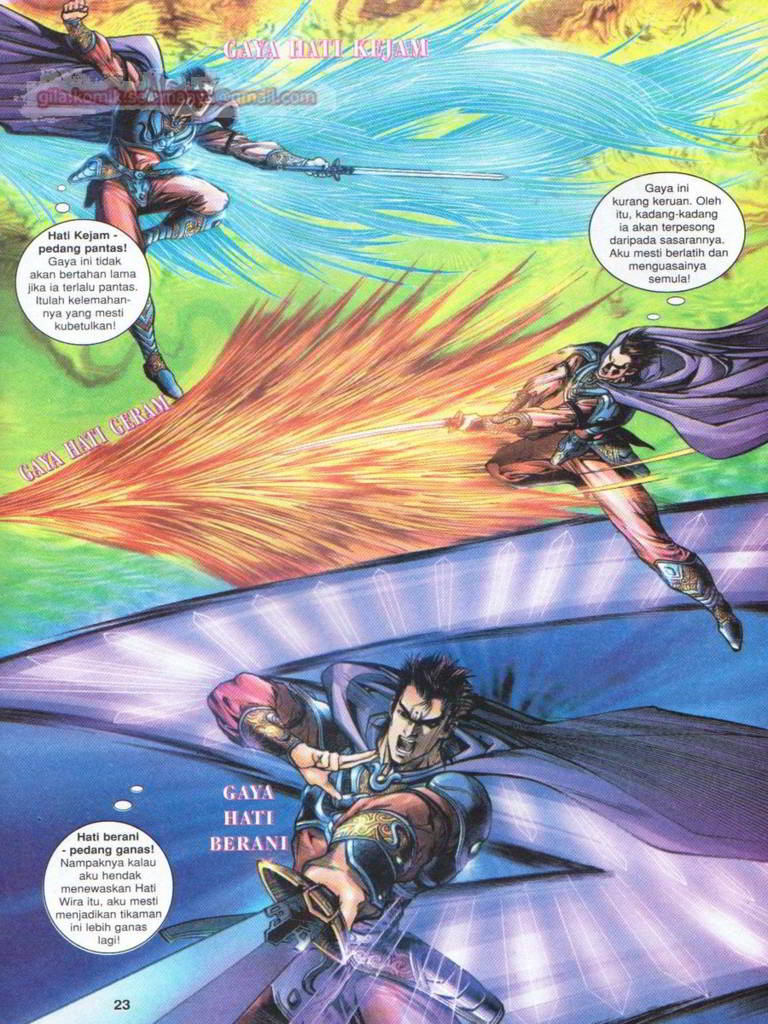 GAYA HATI KEJAM
Hati Kejam -
pedang pantas!
Gaya ini tidak
akan bertahan lama
jika ia terlalu pantas.
Itulah kelemahan-
nya yang mesti
kubetulkan!
Gaya ini
kurang keruan. Oleh
itu, kadang-kadang
ia terpesong
daripada sasarannya.
Aku mesti berlatih dan
menguasainya
semula!
GAYA HATI GERAM
GAYA
HATI
BERANI
Hati berani
- pedang ganas!
Nampaknya kalau
aku hendak
menewaskan Hati
Wira itu, aku mesti
menjadikan tikaman
ini lebih ganas
lagi!
23